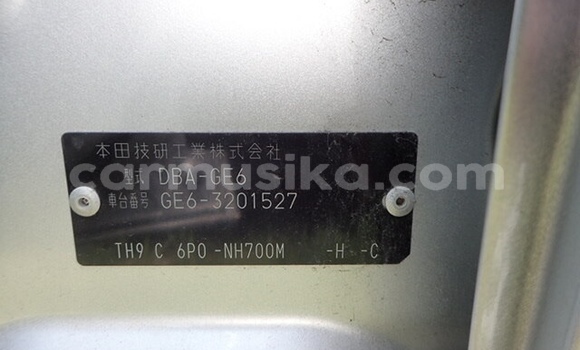 本田技研工業株式会社
型式 DBA-GE6
車台番号 GE6-3201527
TH9 C 6P0 -NH700M -H -C
carmusika.com